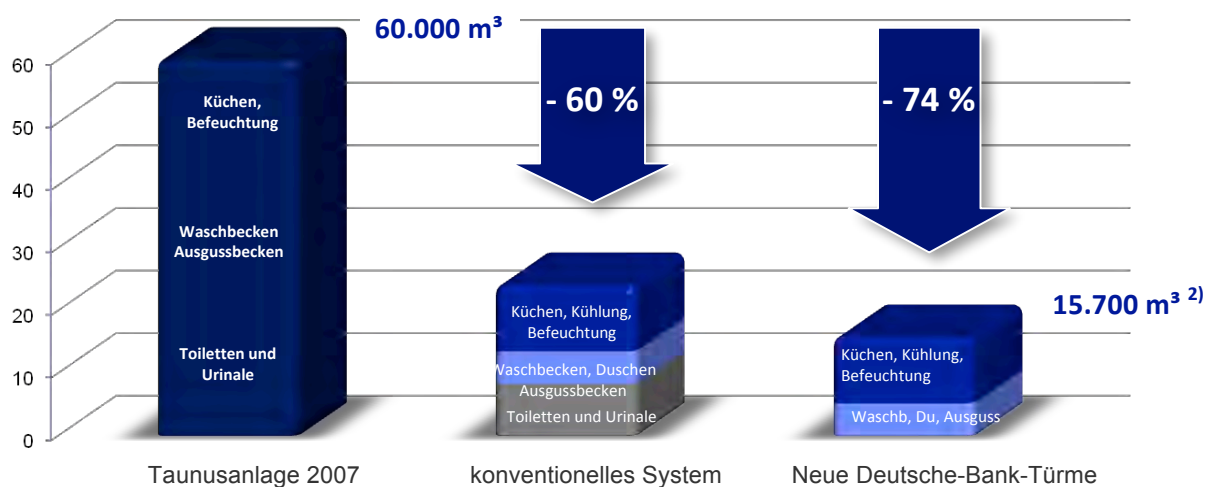 60.000 m³
- 60 %
- 74 %
60
50
40
30
20
10
0
Küchen,
Befeuchtung
Waschbecken
Ausgussbecken
Toiletten und
Urinale
Küchen, Kühlung,
Befeuchtung
Waschbecken, Duschen
Ausgussbecken
Toiletten und Urinale
15.700 m³ 2)
Küchen, Kühlung,
Befeuchtung
Waschb, Du, Ausguss
Taunusanlage 2007
konventionelles System
Neue Deutsche-Bank-Türme